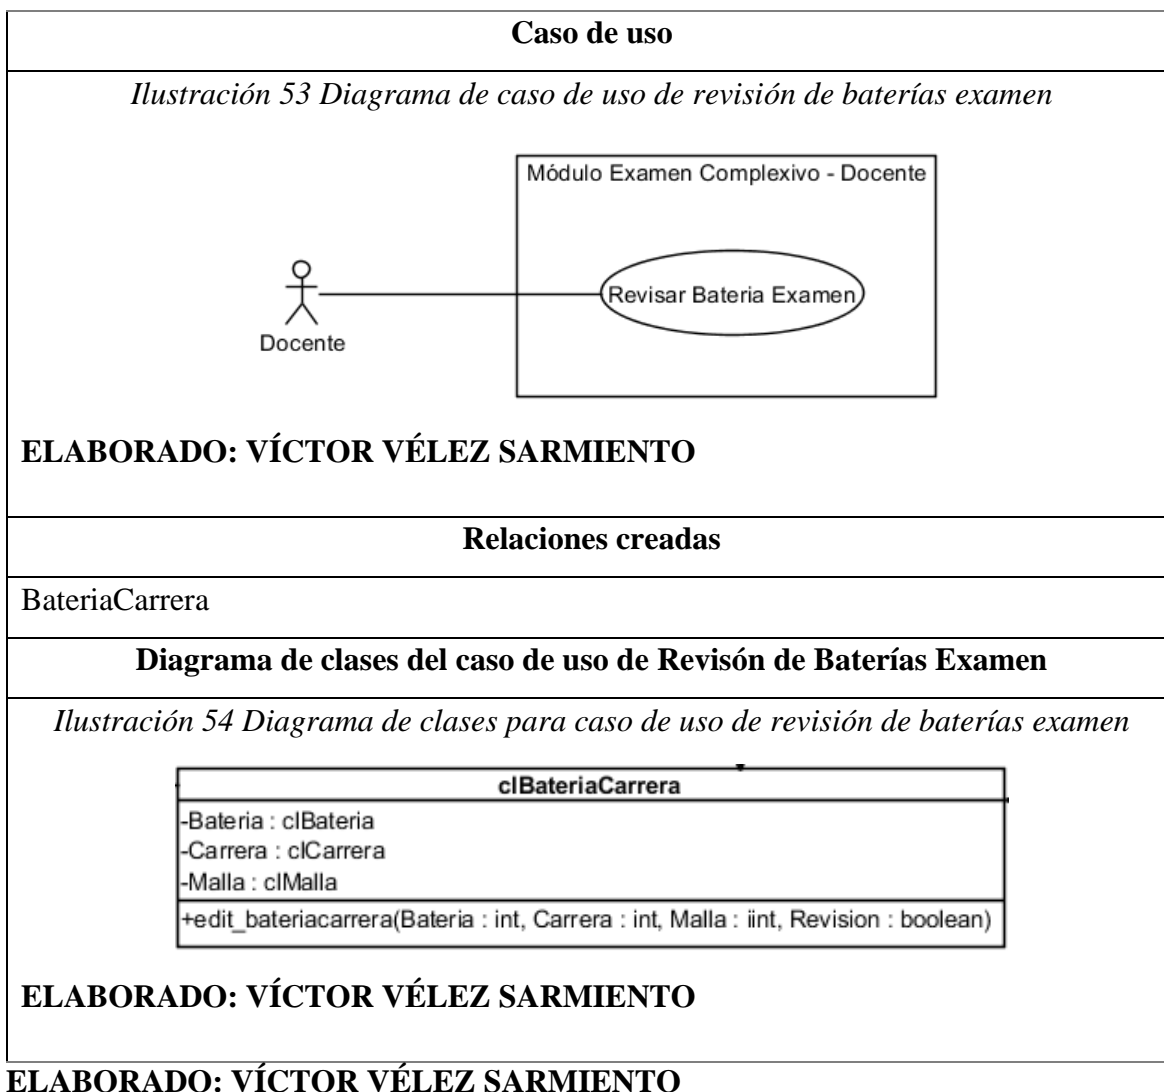 Caso de uso
Ilustración 53 Diagrama de caso de uso de revisión de baterías examen
Módulo Examen Complexivo - Docente
Revisar Bateria Examen
Docente
ELABORADO: VÍCTOR VÉLEZ SARMIENTO
Relaciones creadas
BateriaCarrera
Diagrama de clases del caso de uso de Revisón de Baterías Examen
Ilustración 54 Diagrama de clases para caso de uso de revisión de baterías examen
clBateriaCarrera
-Bateria : clBateria
-Carrera : clCarrera
-Malla : clMalla
+edit_bateriacarrera(Bateria : int, Carrera : int, Malla : iint, Revision : boolean)
ELABORADO: VÍCTOR VÉLEZ SARMIENTO
ELABORADO: VÍCTOR VÉLEZ SARMIENTO